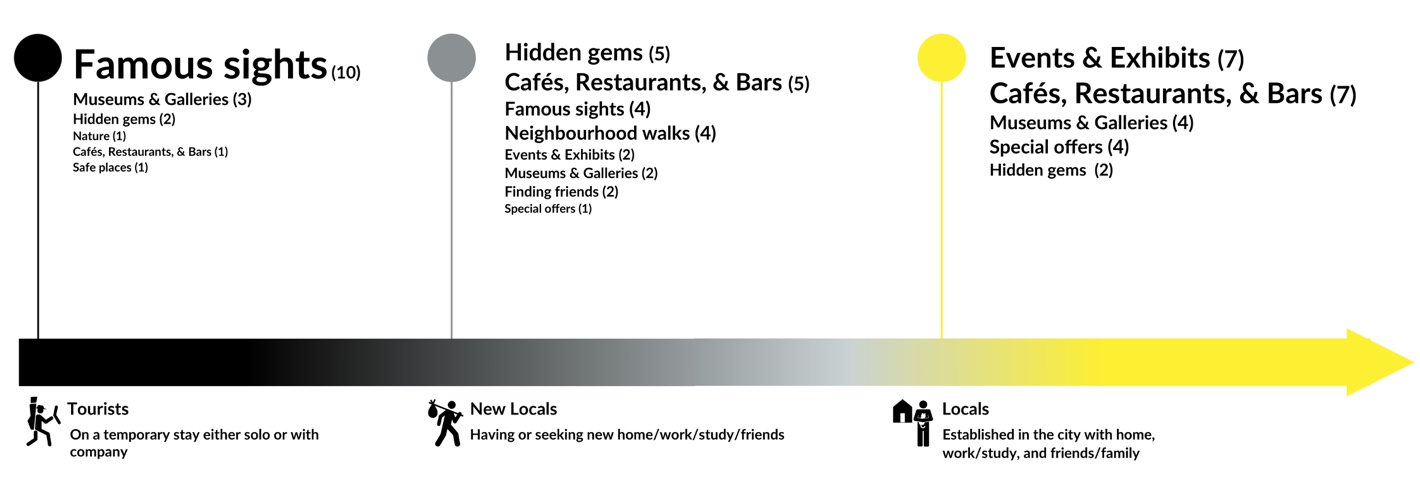 Famous sights (10)
Museums & Galleries (3)
Hidden gems (2)
Nature (1)
Cafés, Restaurants, & Bars (1)
Safe places (1)
Hidden gems (5)
Cafés, Restaurants, & Bars (5)
Famous sights (4)
Neighbourhood walks (4)
Events & Exhibits (2)
Museums & Galleries (2)
Finding friends (2)
Special offers (1)
Events & Exhibits (7)
Cafés, Restaurants, & Bars (7)
Museums & Galleries (4)
Special offers (4)
Hidden gems (2)
Tourists
On a temporary stay either solo or with
company
New Locals
Having or seeking new home/work/study/friends
Locals
Established in the city with home,
work/study, and friends/family